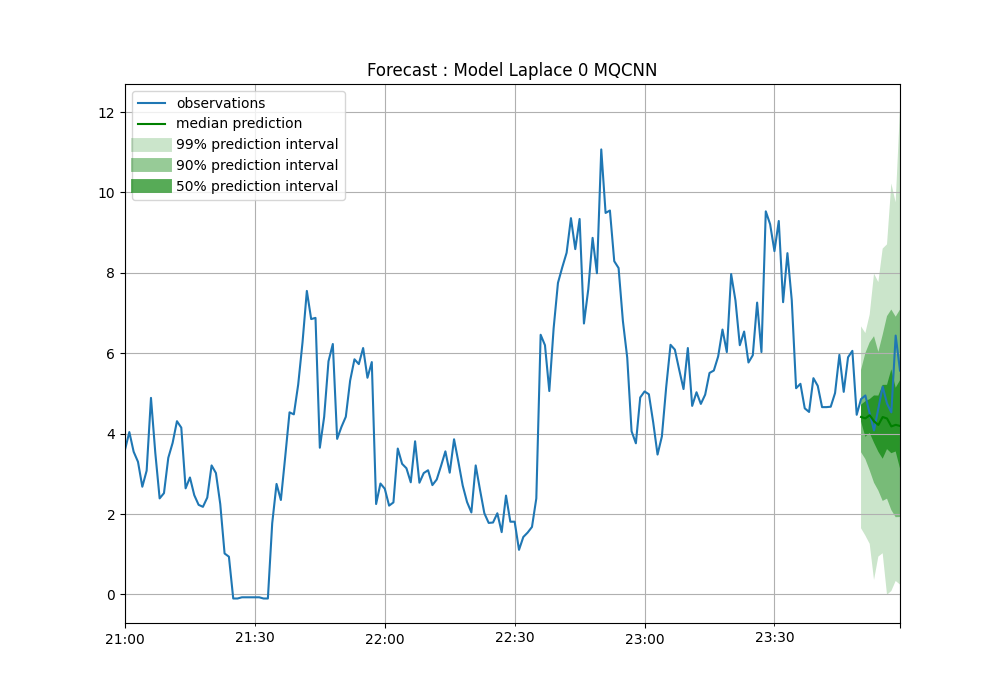 Forecast : Model Laplace 0 MQCNN
observations
median prediction
99% prediction interval
90% prediction interval
50% prediction interval
12
10
8
6
4
2
0
21:00
21:30
22:00
22:30
23:00
23:30